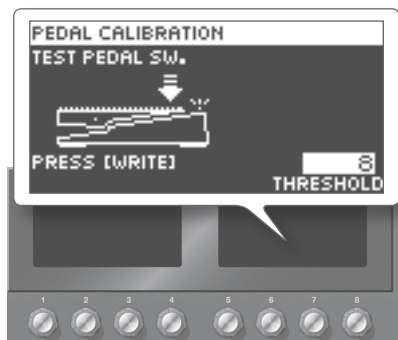 PEDAL CALIBRATION
TEST PEDAL SW.
PRESS [WRITE]
8
THRESHOLD
1 2 3 4 5 6 7 8